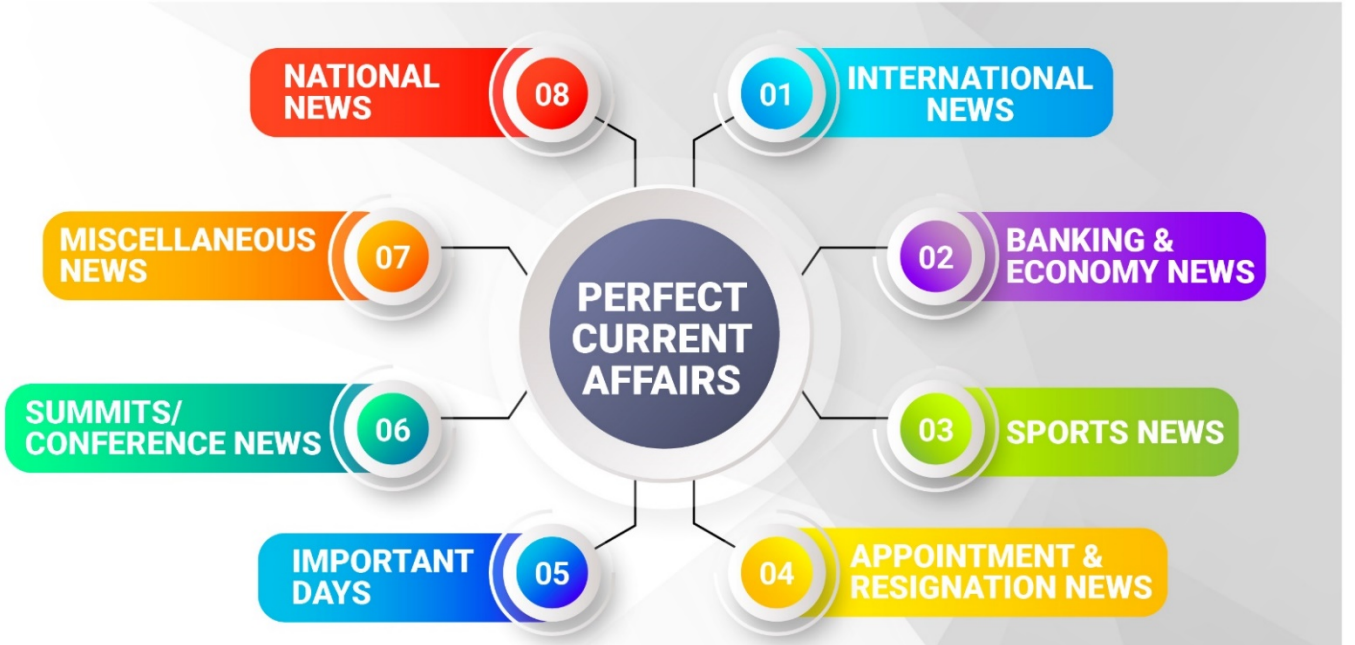 PERFECT
CURRENT
AFFAIRS
01
INTERNATIONAL
NEWS
02
BANKING &
ECONOMY NEWS
03
SPORTS NEWS
04
APPOINTMENT &
RESIGNATION NEWS
05
IMPORTANT
DAYS
06
SUMMITS/
CONFERENCE NEWS
07
MISCELLANEOUS
NEWS
08
NATIONAL
NEWS